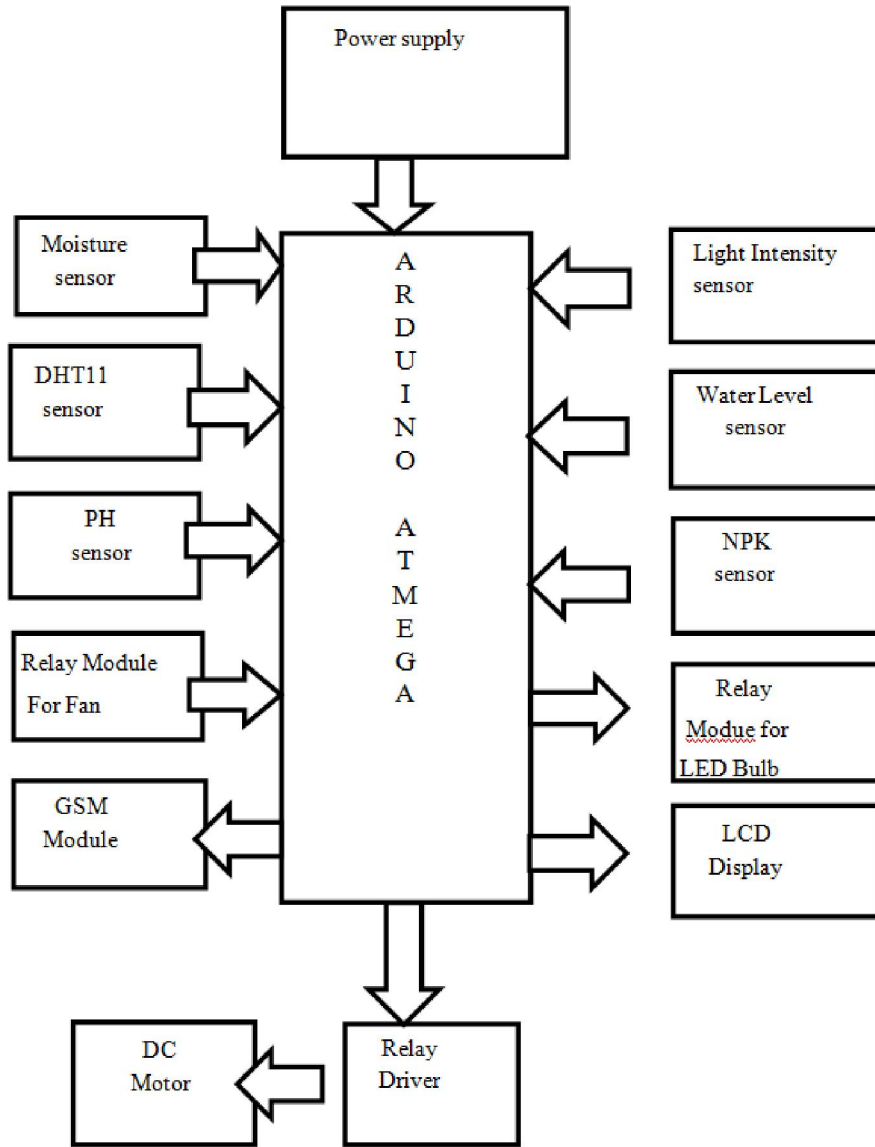 Power supply
Moisture
sensor
DHT11
sensor
PH
sensor
Relay Module
For Fan
GSM
Module
A
R
D
U
I
N
O
A
T
M
E
G
A
Light Intensity
sensor
Water Level
sensor
NPK
sensor
Relay
Modue for
LED Bulb
LCD
Display
DC
Motor
Relay
Driver